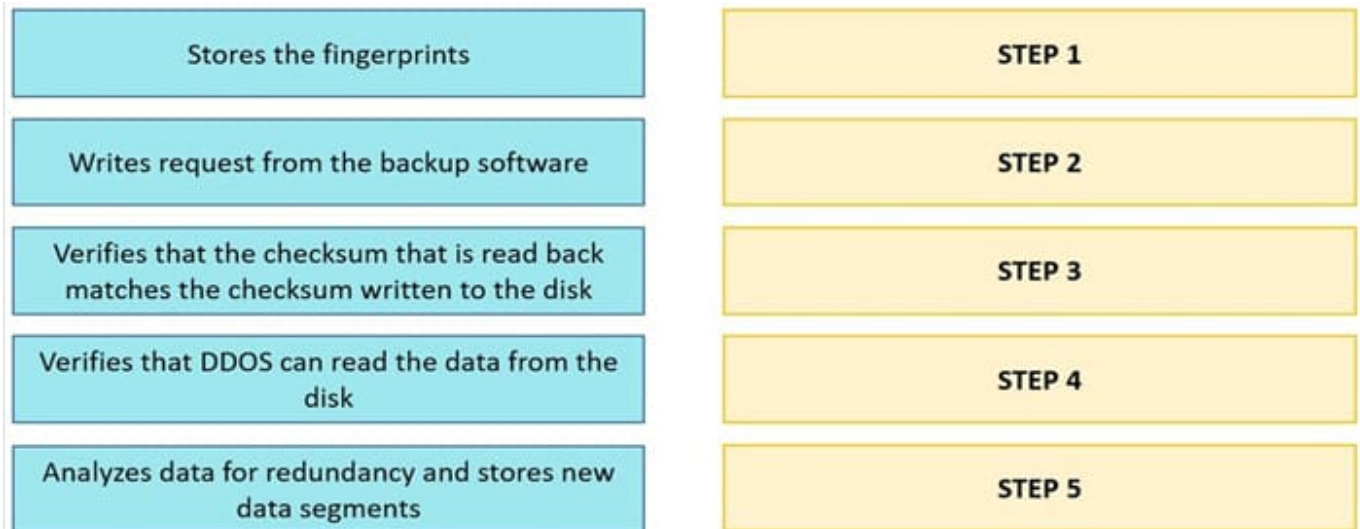 Stores the fingerprints
STEP 1
Writes request from the backup software
STEP 2
Verifies that the checksum that is read back
matches the checksum written to the disk
STEP 3
Verifies that DDOS can read the data from the
disk
STEP 4
Analyzes data for redundancy and stores new
data segments
STEP 5